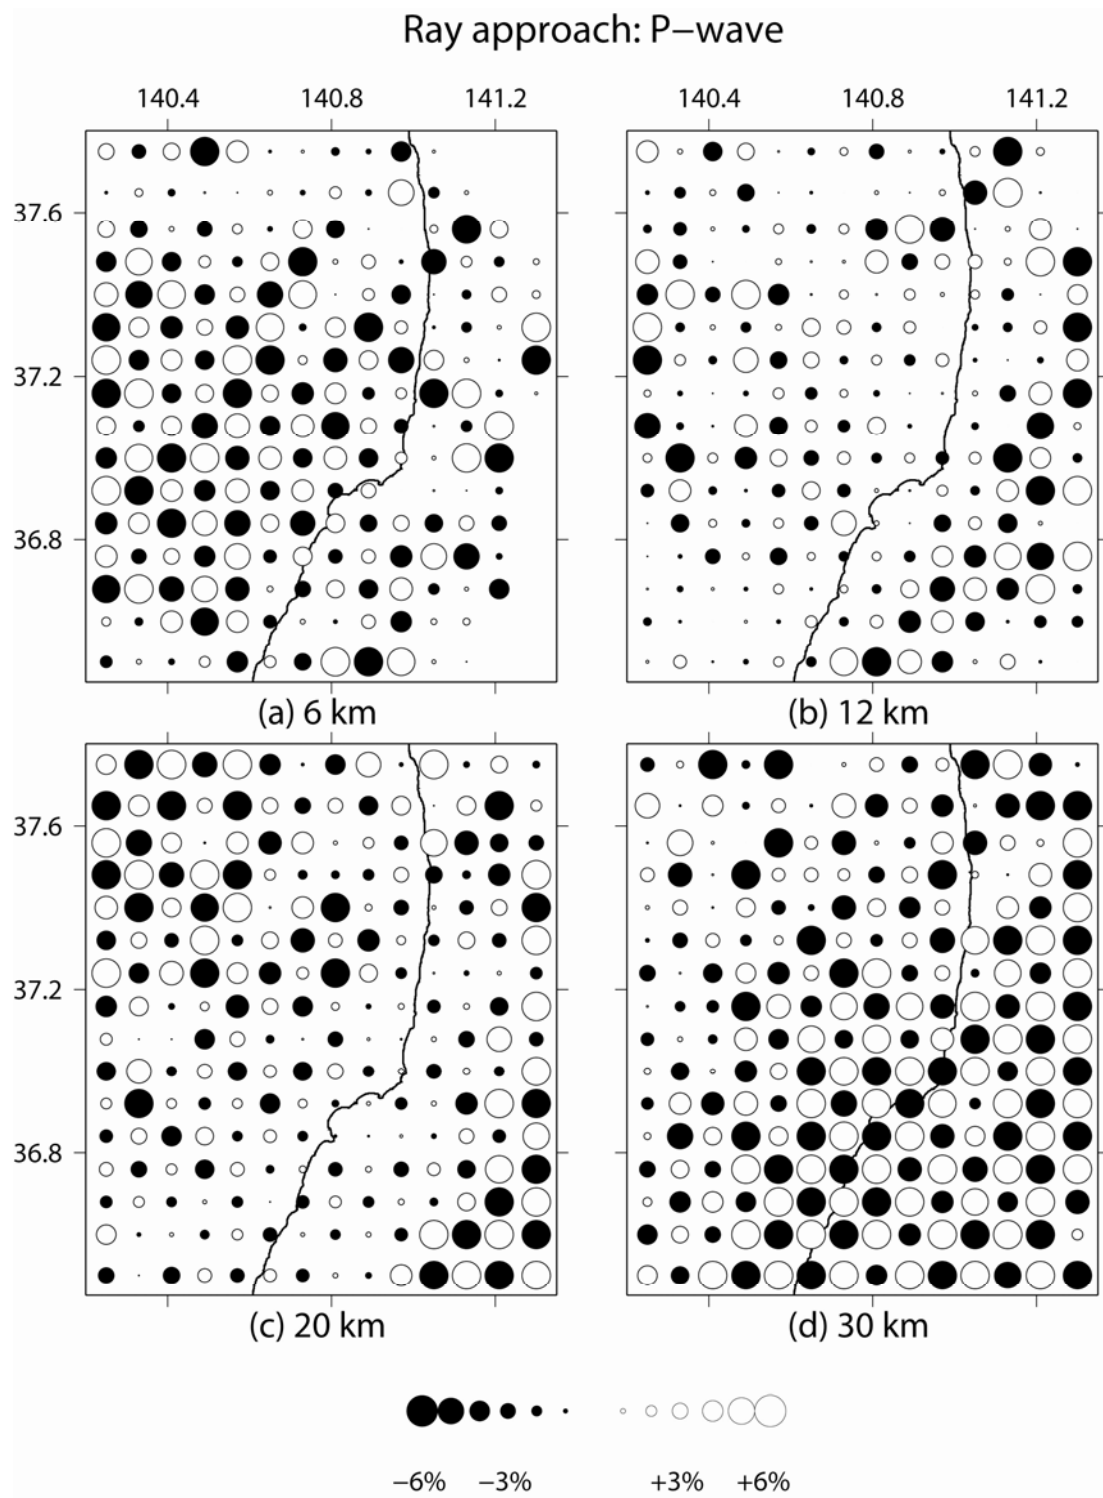 Ray approach: P−wave
140.4 140.8 141.2 140.4 140.8 141.2
37.6
37.2
36.8
(a) 6 km (b) 12 km
37.6
37.2
36.8
(c) 20 km (d) 30 km
−6% −3% +3% +6%